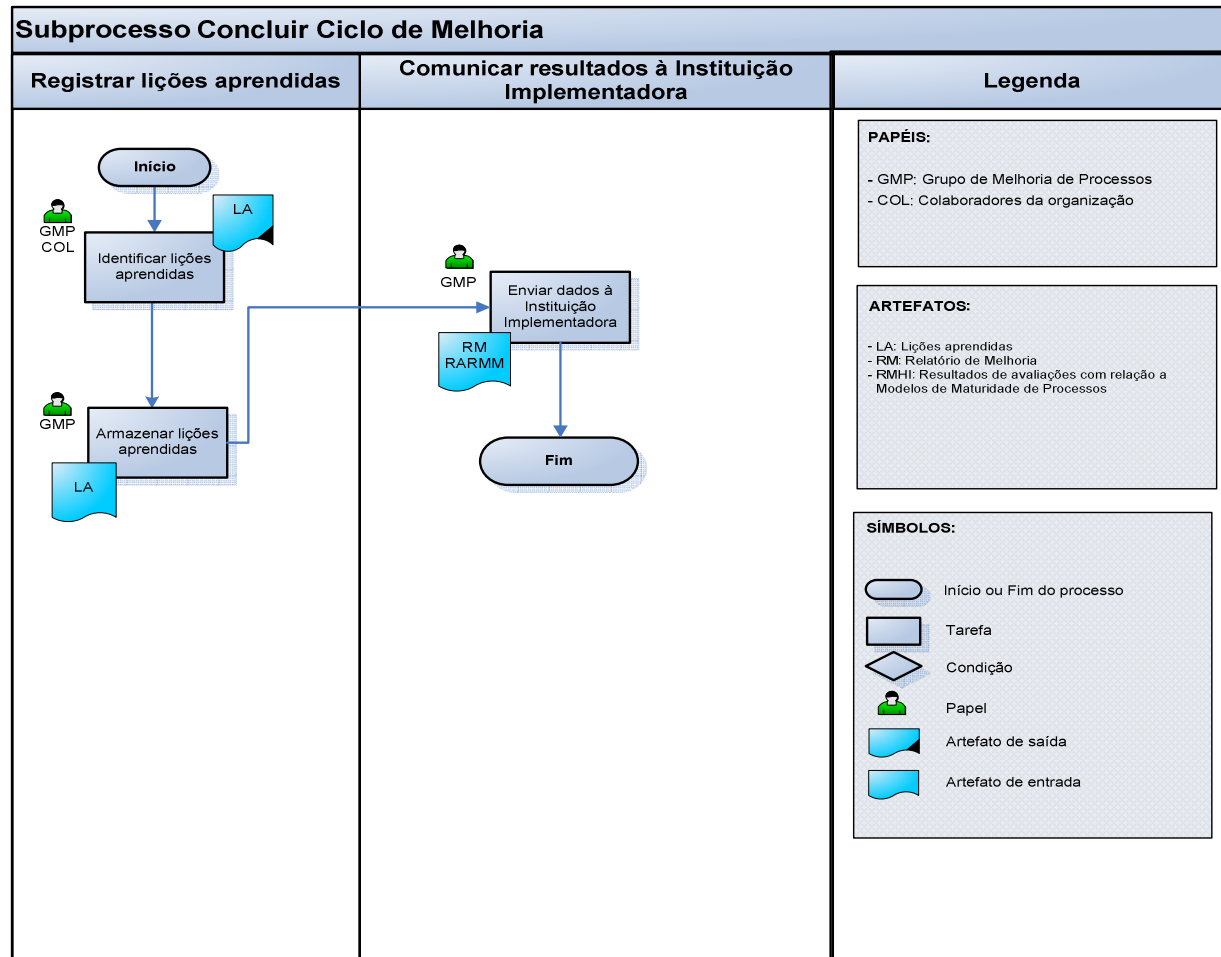 Subprocesso Concluir Ciclo de Melhoria
Registrar lições aprendidas
Início
LA
GMP
COL
Identificar lições
aprendidas
GMP
Armazenar lições
aprendidas
LA
Comunicar resultados à Instituição
Implementadora
GMP
Enviar dados à
Instituição
Implementadora
RM
RARMM
Fim
Legenda
PAPÉIS:
- GMP: Grupo de Melhoria de Processos
- COL: Colaboradores da organização
ARTEFATOS:
- LA: Lições aprendidas
- RM: Relatório de Melhoria
- RMHI: Resultados de avaliações com relação a
Modelos de Maturidade de Processos
SÍMBOLOS:
Início ou Fim do processo
Tarefa
Condição
Papel
Artefato de saída
Artefato de entrada